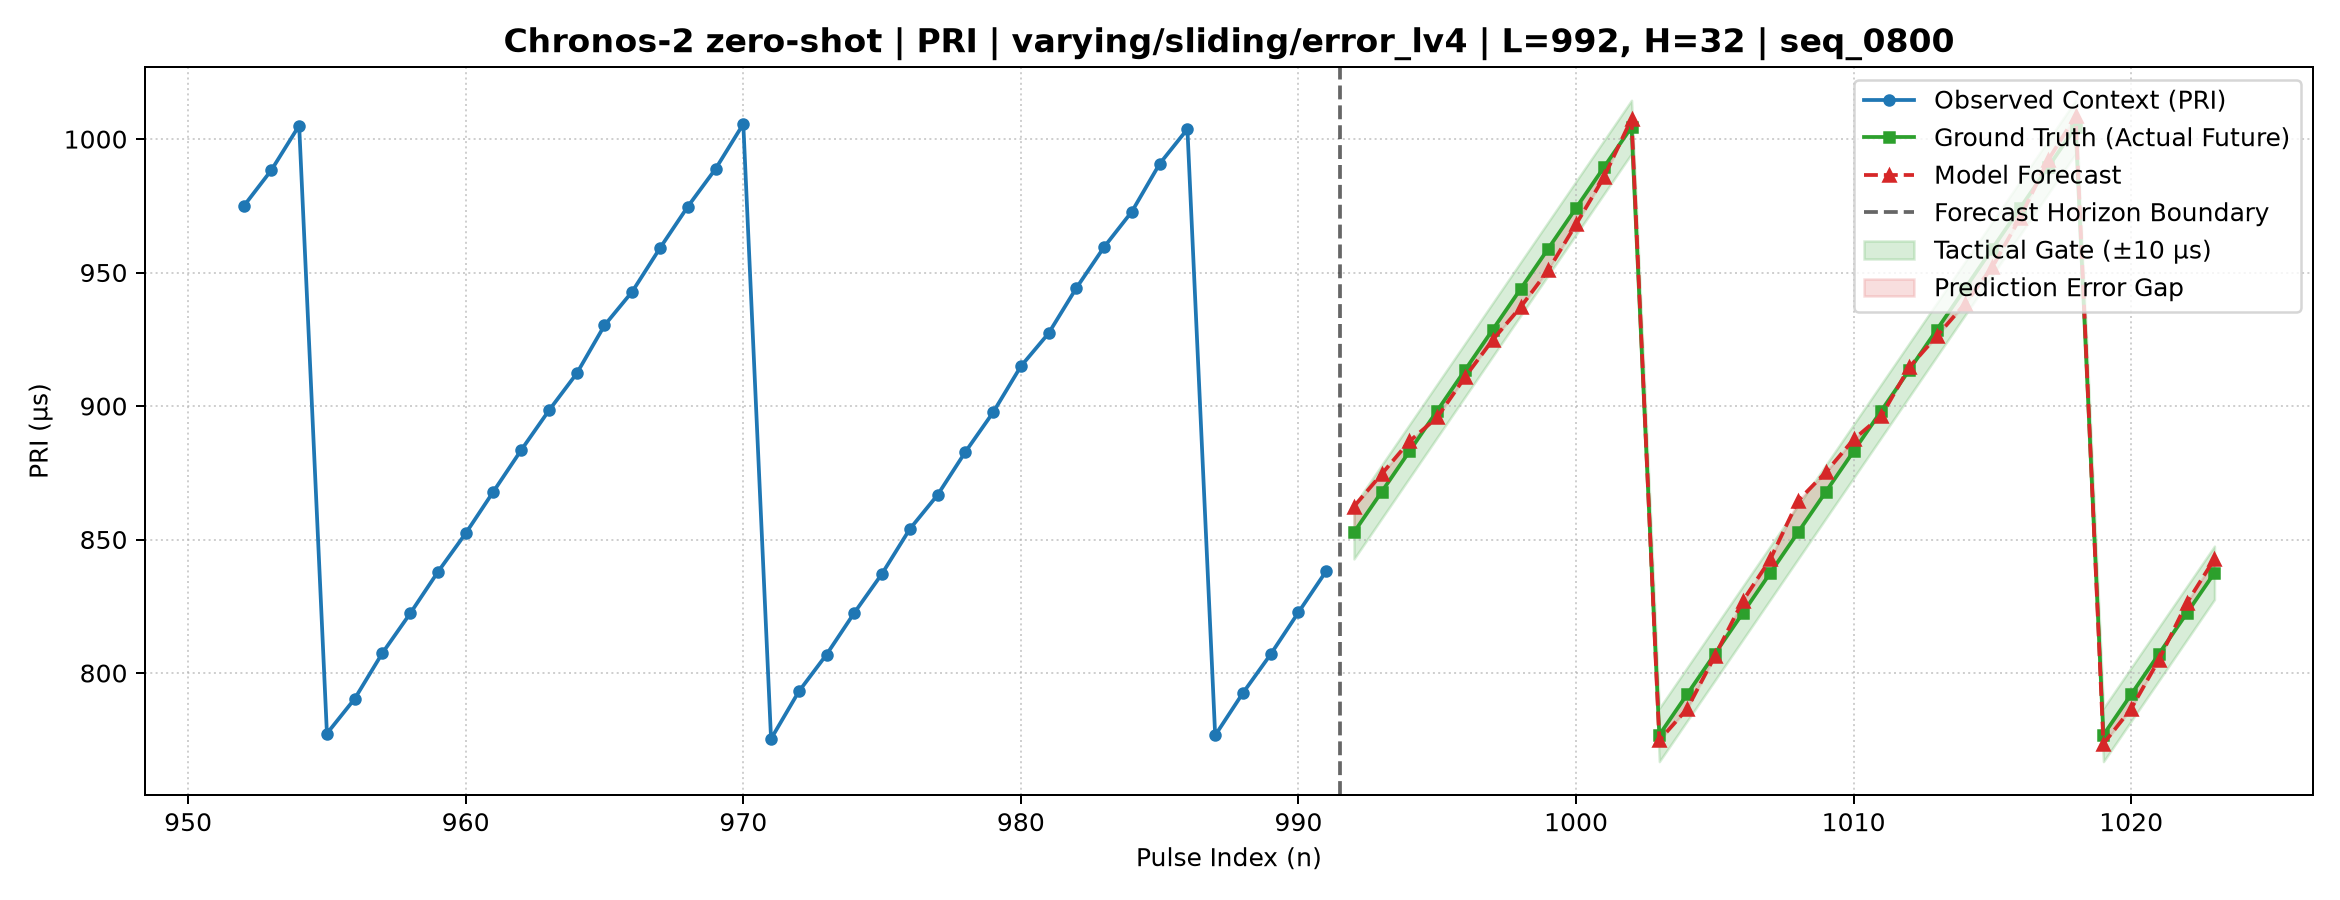 Chronos-2 zero-shot | PRI | varying/sliding/error_lv4 | L=992, H=32 | seq_0800
Observed Context (PRI)
Ground Truth (Actual Future)
Model Forecast
Forecast Horizon Boundary
Tactical Gate (±10 µs)
Prediction Error Gap
PRI (µs)
1000
950
900
850
800
950 960 970 980 990 1000 1010 1020
Pulse Index (n)